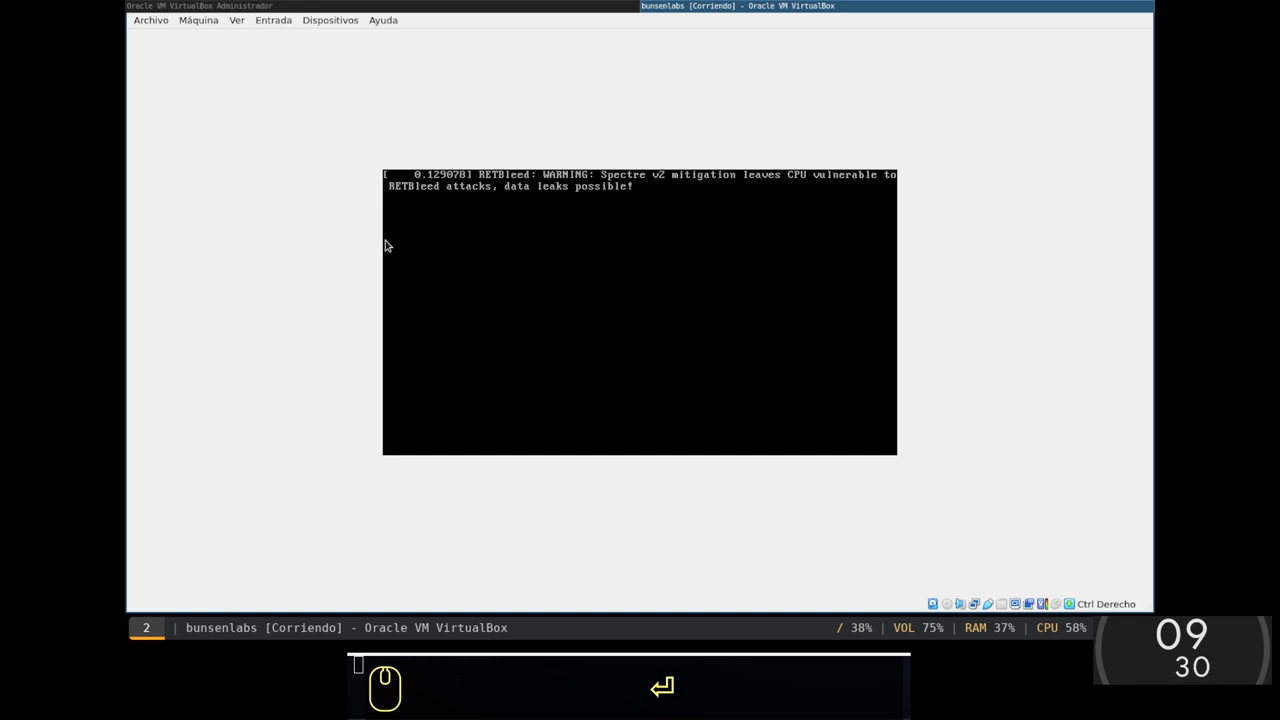 Oracle VM VirtualBox Administrador
bunsenlabs [Corriendo] - Oracle VM VirtualBox
Archivo Máquina Ver Entrada Dispositivos Ayuda
[    0.129070] RETBleed: WARNING: Spectre v2 mitigation leaves CPU vulnerable to
RETBleed attacks, data leaks possible!
Ctrl Derecho
2 | bunsenlabs [Corriendo] - Oracle VM VirtualBox
/ 38% | VOL 75% | RAM 37% | CPU 58%
09
30